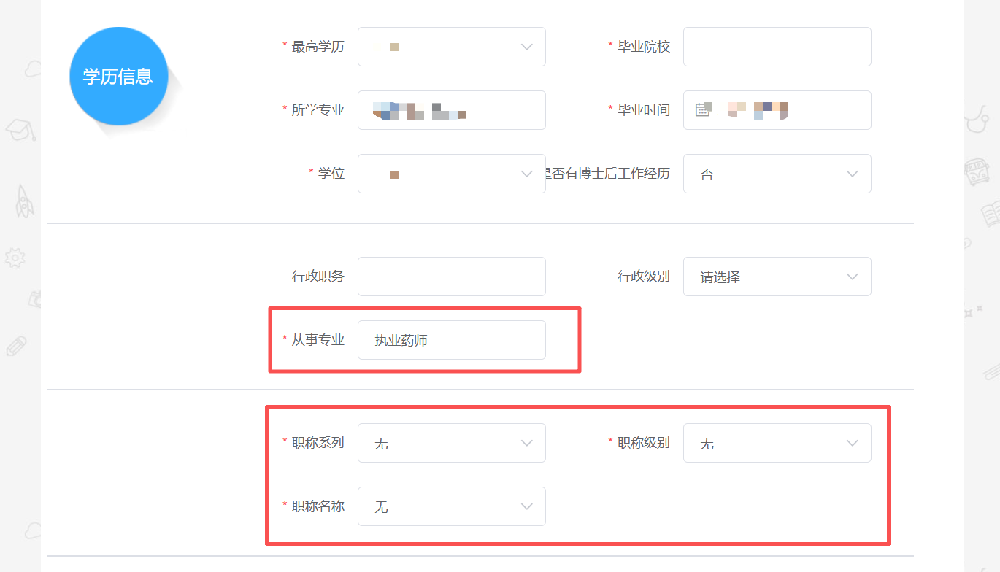 学历信息
* 最高学历
* 毕业院校
* 所学专业
* 毕业时间
* 学位
是否有博士后工作经历 否
行政职务
行政级别 请选择
* 从事专业 执业药师
* 职称系列 无
* 职称级别 无
* 职称名称 无